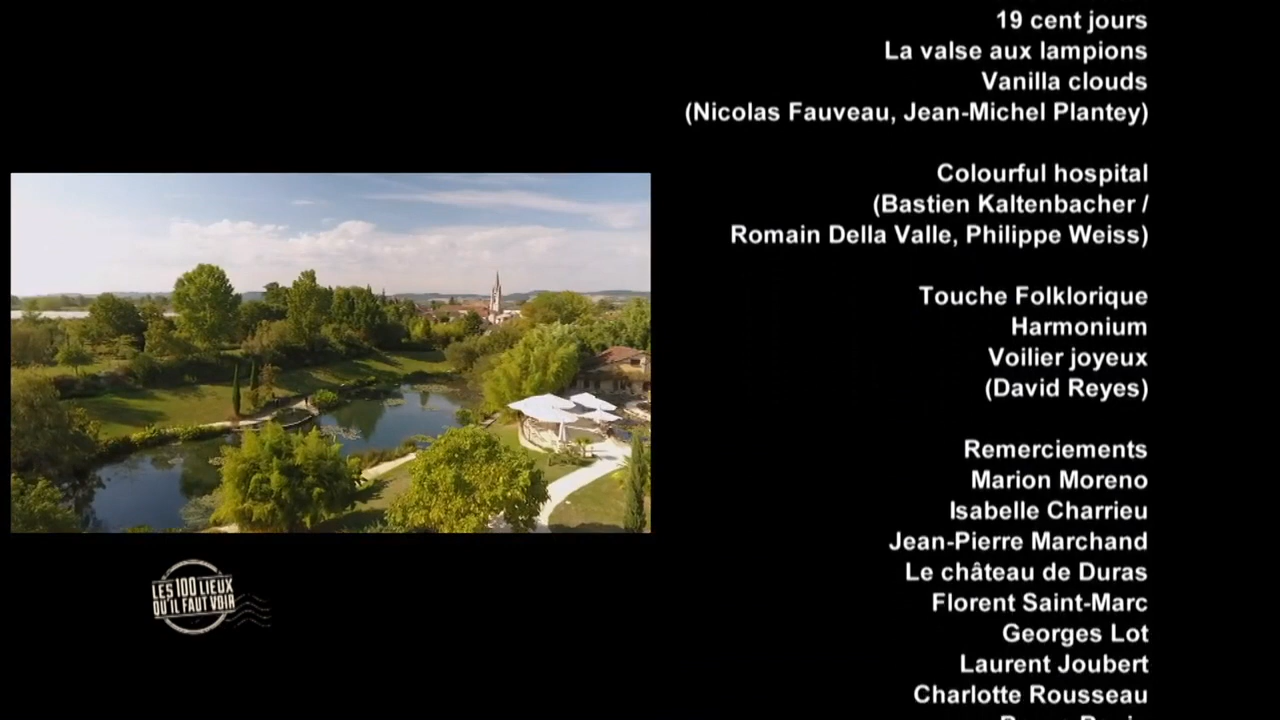 19 cent jours
La valse aux lampions
Vanilla clouds
(Nicolas Fauveau, Jean-Michel Plantey)
Colourful hospital
(Bastien Kaltenbacher /
Romain Della Valle, Philippe Weiss)
Touche Folklorique
Harmonium
Voilier joyeux
(David Reyes)
Remerciements
Marion Moreno
Isabelle Charrieu
Jean-Pierre Marchand
Le château de Duras
Florent Saint-Marc
Georges Lot
Laurent Joubert
Charlotte Rousseau
LES 100 LIEUX
QU'IL FAUT VOIR